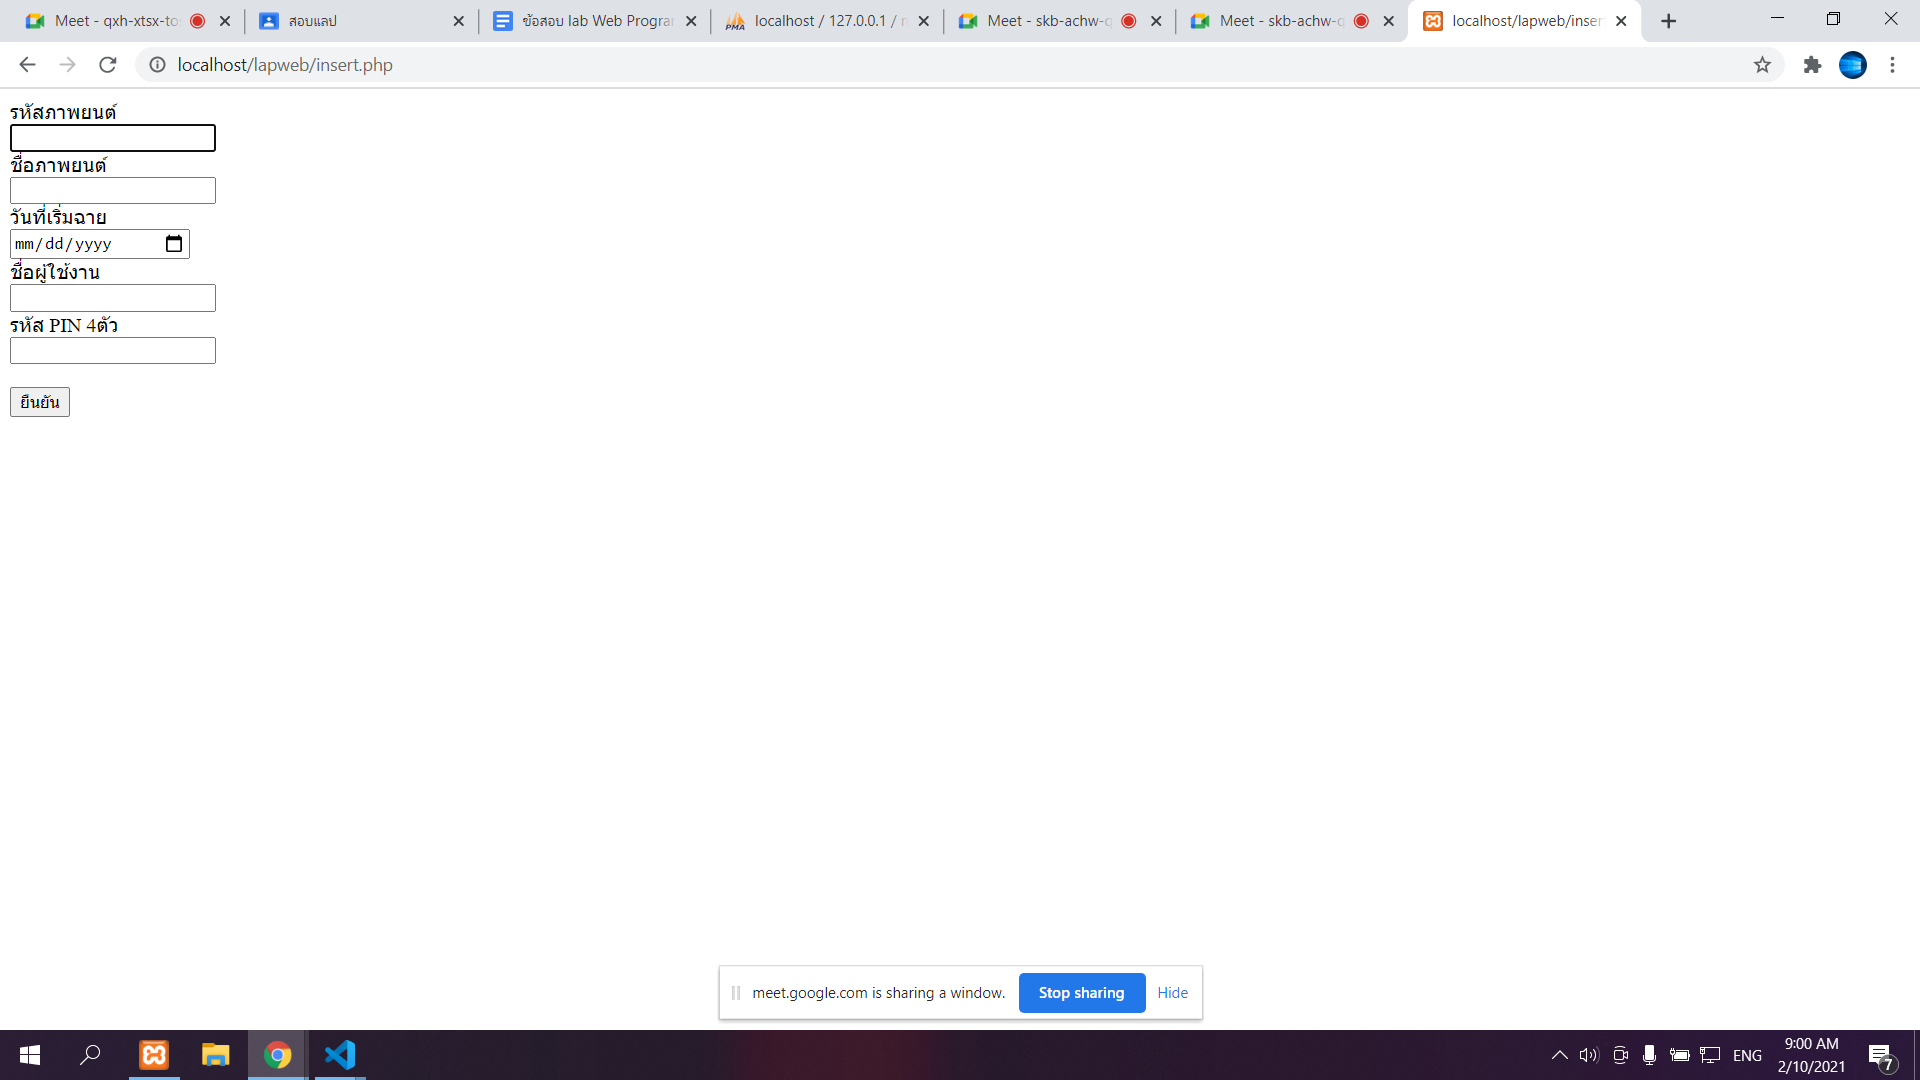 Meet - qxh-xtsx-to
สอบแลป
ข้อสอบ lab Web Program
localhost / 127.0.0.1 /
Meet - skb-achw-q
Meet - skb-achw-q
localhost/lapweb/inser
localhost/lapweb/insert.php
รหัสภาพยนต์
ชื่อภาพยนต์
วันที่เริ่มฉาย
mm/dd/yyyy
ชื่อผู้ใช้งาน
รหัส PIN 4ตัว
ยืนยัน
meet.google.com is sharing a window.
Stop sharing
Hide
ENG
9:00 AM
2/10/2021
7